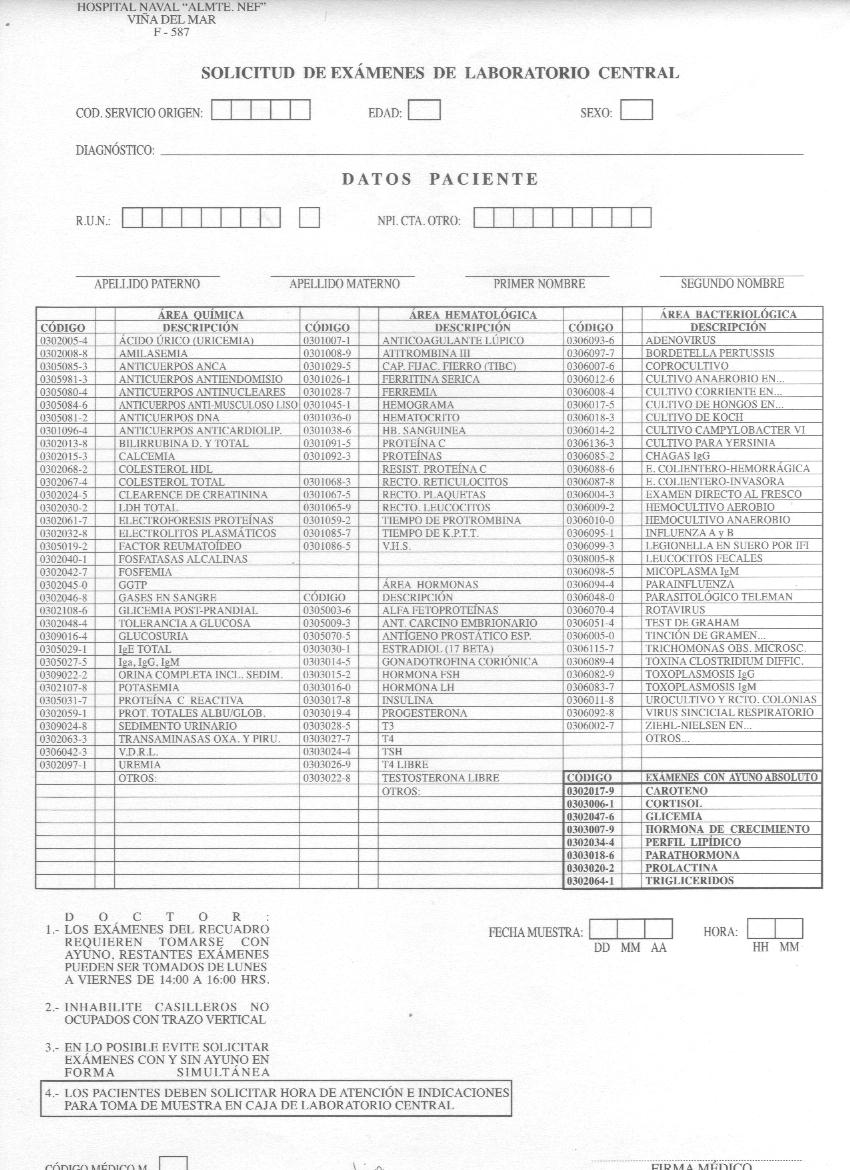 HOSPITAL NAVAL "ALMTE. NEF"
VIÑA DEL MAR
F - 587
SOLICITUD DE EXÁMENES DE LABORATORIO CENTRAL
COD. SERVICIO ORIGEN: EDAD: SEXO:
DIAGNÓSTICO:
DATOS PACIENTE
R.U.N.: NPI. CTA. OTRO:
APELLIDO PATERNO APELLIDO MATERNO PRIMER NOMBRE SEGUNDO NOMBRE
ÁREA QUÍMICA ÁREA HEMATOLÓGICA ÁREA BACTERIOLÓGICA
CÓDIGO DESCRIPCIÓN CÓDIGO DESCRIPCIÓN CÓDIGO DESCRIPCIÓN
0302005-4 ÁCIDO ÚRICO (URICEMIA) 0301007-1 ANTICOAGULANTE LÚPICO 0306093-6 ADENOVIRUS
0302008-8 AMILASEMIA 0301008-9 ATITROMBINA III 0306097-7 BORDETELLA PERTUSSIS
0305085-3 ANTICUERPOS ANCA 0301029-5 CAP. FIJAC. FIERRO (TIBC) 0306007-6 COPROCULTIVO
0305981-3 ANTICUERPOS ANTIENDOMISIO 0301026-1 FERRITINA SERICA 0306012-6 CULTIVO ANAEROBIO EN...
0305080-4 ANTICUERPOS ANTINUCLEARES 0301028-7 FERREMIA 0306008-4 CULTIVO CORRIENTE EN...
0305084-6 ANTICUERPOS ANTI-MUSCULOSO LISO 0301045-1 HEMOGRAMA 0306017-5 CULTIVO DE HONGOS EN...
0305081-2 ANTICUERPOS DNA 0301036-0 HEMATOCRITO 0306018-3 CULTIVO DE KOCH
0301096-4 ANTICUERPOS ANTICARDIOLIP. 0301038-6 HB. SANGUINEA 0306014-2 CULTIVO CAMPYLOBACTER VI
0302013-8 BILIRRUBINA D. Y TOTAL 0301091-5 PROTEÍNA C 0306136-3 CULTIVO PARA YERSINIA
0302015-3 CALCEMIA 0301092-3 PROTEÍNAS 0306085-2 CHAGAS IgG
0302068-2 COLESTEROL HDL RESIST. PROTEÍNA C 0306088-6 E. COLIENTERO-HEMORRÁGICA
0302067-4 COLESTEROL TOTAL 0301068-3 RECTO. RETICULOCITOS 0306087-8 E. COLIENTERO-INVASORA
0302024-5 CLEARENCE DE CREATININA 0301067-5 RECTO. PLAQUETAS 0306004-3 EXAMEN DIRECTO AL FRESCO
0302030-2 LDH TOTAL 0301065-9 RECTO. LEUCOCITOS 0306009-2 HEMOCULTIVO AEROBIO
0302061-7 ELECTROFORESIS PROTEÍNAS 0301059-2 TIEMPO DE PROTROMBINA 0306010-0 HEMOCULTIVO ANAEROBIO
0302032-8 ELECTROLITOS PLASMÁTICOS 0301085-7 TIEMPO DE K.P.T.T. 0306095-1 INFLUENZA A y B
0305019-2 FACTOR REUMATOÍDEO 0301086-5 V.H.S. 0306099-3 LEGIONELLA EN SUERO POR IFI
0302040-1 FOSFATASAS ALCALINAS 0308005-8 LEUCOCITOS FECALES
0302042-7 FOSFEMIA 0306098-5 MICOPLASMA IgM
0302045-0 GGTP ÁREA HORMONAS 0306094-4 PARAINFLUENZA
0302046-8 GASES EN SANGRE CÓDIGO DESCRIPCIÓN 0306048-0 PARASITOLÓGICO TELEMAN
0302108-6 GLICEMIA POST-PRANDIAL 0305003-6 ALFA FETOPROTEÍNAS 0306070-4 ROTAVIRUS
0302048-4 TOLERANCIA A GLUCOSA 0305009-3 ANT. CARCINO EMBRIONARIO 0306051-4 TEST DE GRAHAM
0309016-4 GLUCOSURIA 0305070-5 ANTÍGENO PROSTÁTICO ESP. 0306005-0 TINCIÓN DE GRAMEN...
0305029-1 IgE TOTAL 0303030-1 ESTRADIOL (17 BETA) 0306115-7 TRICHOMONAS OBS. MICROSC.
0305027-5 Iga, IgG, IgM 0303014-5 GONADOTROFINA CORIÓNICA 0306089-4 TOXINA CLOSTRIDIUM DIFFIC.
0309022-2 ORINA COMPLETA INCL. SEDIM. 0303015-2 HORMONA FSH 0306082-9 TOXOPLASMOSIS IgG
0302107-8 POTASEMIA 0303016-0 HORMONA LH 0306083-7 TOXOPLASMOSIS IgM
0305031-7 PROTEÍNA C REACTIVA 0303017-8 INSULINA 0306011-8 UROCULTIVO Y RCTO. COLONIAS
0302059-1 PROT. TOTALES ALBU/GLOB. 0303019-4 PROGESTERONA 0306092-8 VIRUS SINCICIAL RESPIRATORIO
0309024-8 SEDIMENTO URINARIO 0303028-5 T3 0306002-7 ZIEHL-NIELSEN EN...
0302063-3 TRANSAMINASAS OXA. Y PIRU. 0303027-7 T4 OTROS...
0306042-3 V.D.R.L. 0303024-4 TSH
0302097-1 UREMIA 0303026-9 T4 LIBRE
OTROS: 0303022-8 TESTOSTERONA LIBRE CÓDIGO EXÁMENES CON AYUNO ABSOLUTO
OTROS: 0302017-9 CAROTENO
0303006-1 CORTISOL
0302047-6 GLICEMIA
0303007-9 HORMONA DE CRECIMIENTO
0302034-4 PERFIL LIPÍDICO
0303018-6 PARATHORMONA
0303020-2 PROLACTINA
0302064-1 TRIGLICERIDOS
D O C T O R :
1.- LOS EXÁMENES DEL RECUADRO
REQUIEREN TOMARSE CON
AYUNO, RESTANTES EXÁMENES
PUEDEN SER TOMADOS DE LUNES
A VIERNES DE 14:00 A 16:00 HRS.
FECHA MUESTRA: HORA:
DD MM AA HH MM
2.- INHABILITE CASILLEROS NO
OCUPADOS CON TRAZO VERTICAL
3.- EN LO POSIBLE EVITE SOLICITAR
EXÁMENES CON Y SIN AYUNO EN
FORMA SIMULTÁNEA
4.- LOS PACIENTES DEBEN SOLICITAR HORA DE ATENCIÓN E INDICACIONES
PARA TOMA DE MUESTRA EN CAJA DE LABORATORIO CENTRAL
CÓDIGO MÉDICO M. FIRMA MÉDICO